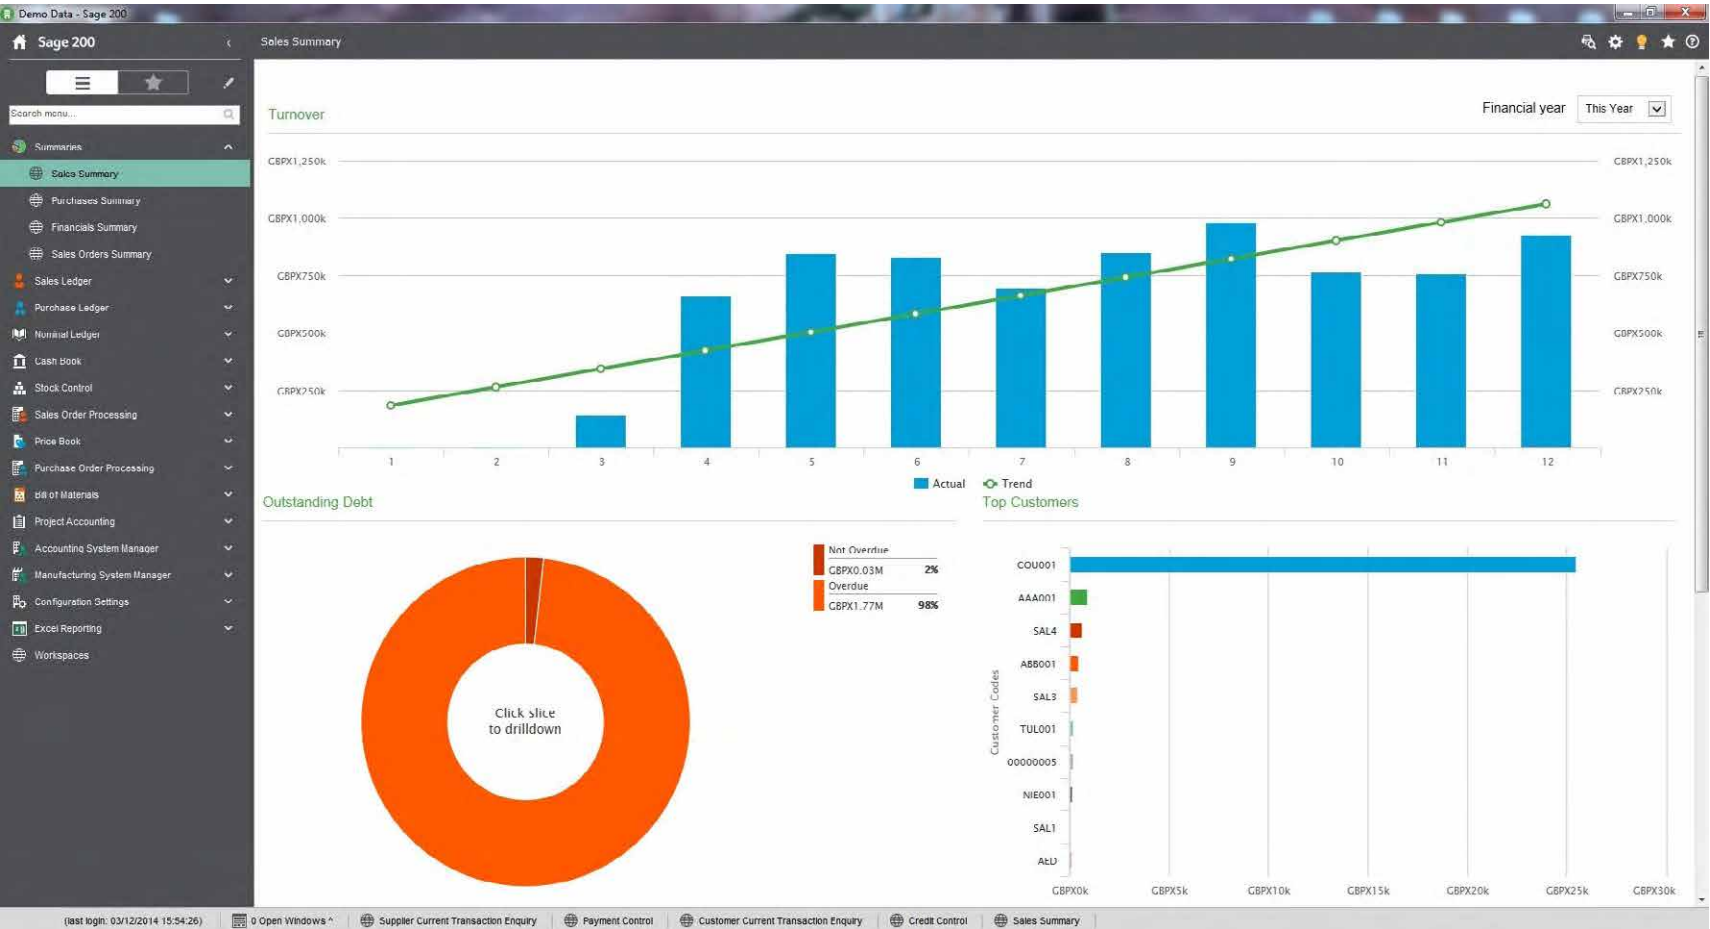 Demo Data - Sage 200
Sage 200
Sales Summary
Search menu...
Summaries
Sales Summary
Purchases Summary
Financials Summary
Sales Orders Summary
Sales Ledger
Purchase Ledger
Nominal Ledger
Cash Book
Stock Control
Sales Order Processing
Price Book
Purchase Order Processing
Bill of Materials
Project Accounting
Accounting System Manager
Manufacturing System Manager
Configuration Settings
Excel Reporting
Workspaces
Turnover
Financial year This Year
GBPX1,250k GBPX1,250k
GBPX1,000k GBPX1,000k
GBPX750k GBPX750k
GBPX500k GBPX500k
GBPX250k GBPX250k
1 2 3 4 5 6 7 8 9 10 11 12
Actual Trend
Outstanding Debt
Not Overdue
GBPX0.03M 2%
Overdue
GBPX1.77M 98%
Click slice
to drilldown
Top Customers
Customer Codes
COU001
AAA001
SAL4
ABB001
SAL3
TUL001
00000005
NIE001
SAL1
AED
GBPX0k GBPX5k GBPX10k GBPX15k GBPX20k GBPX25k GBPX30k
(last login: 03/12/2014 15:54:26) 0 Open Windows ^ Supplier Current Transaction Enquiry Payment Control Customer Current Transaction Enquiry Credit Control Sales Summary